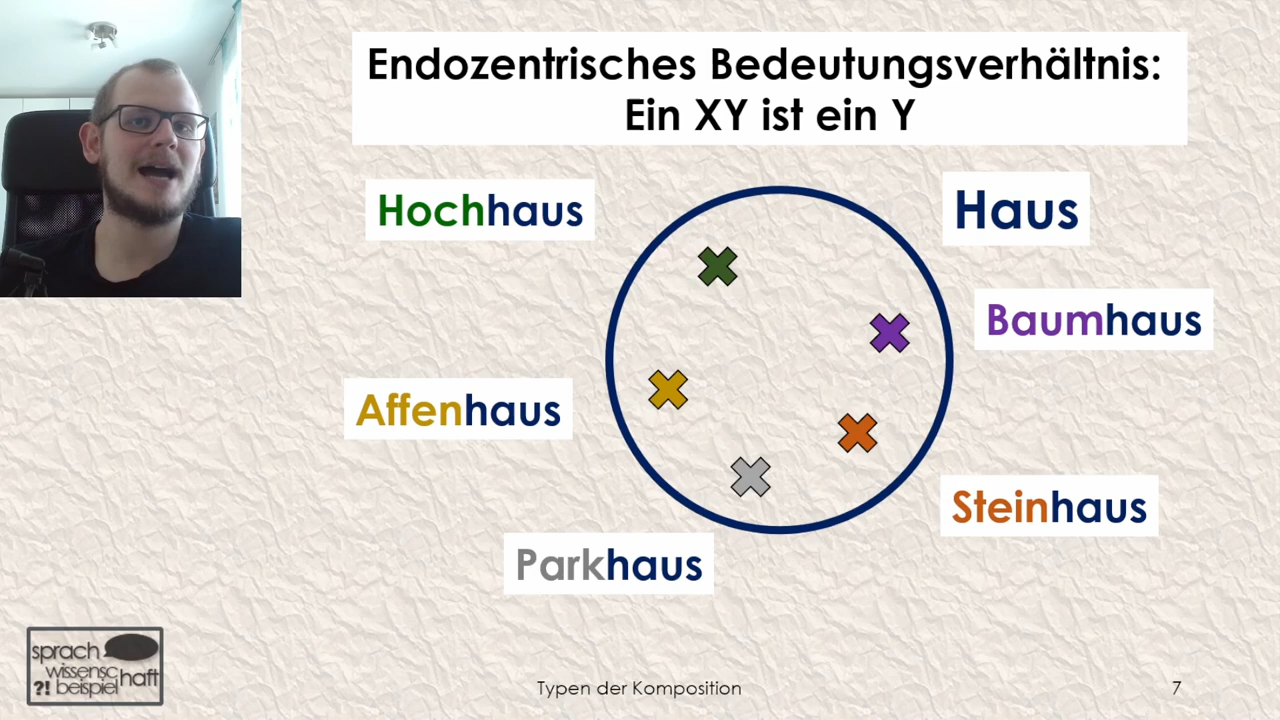 Endozentrisches Bedeutungsverhältnis:
Ein XY ist ein Y
Hochhaus
Haus
Baumhaus
Affenhaus
Steinhaus
Parkhaus
sprach
wissensc
haft
?! beispiel
Typen der Komposition
7